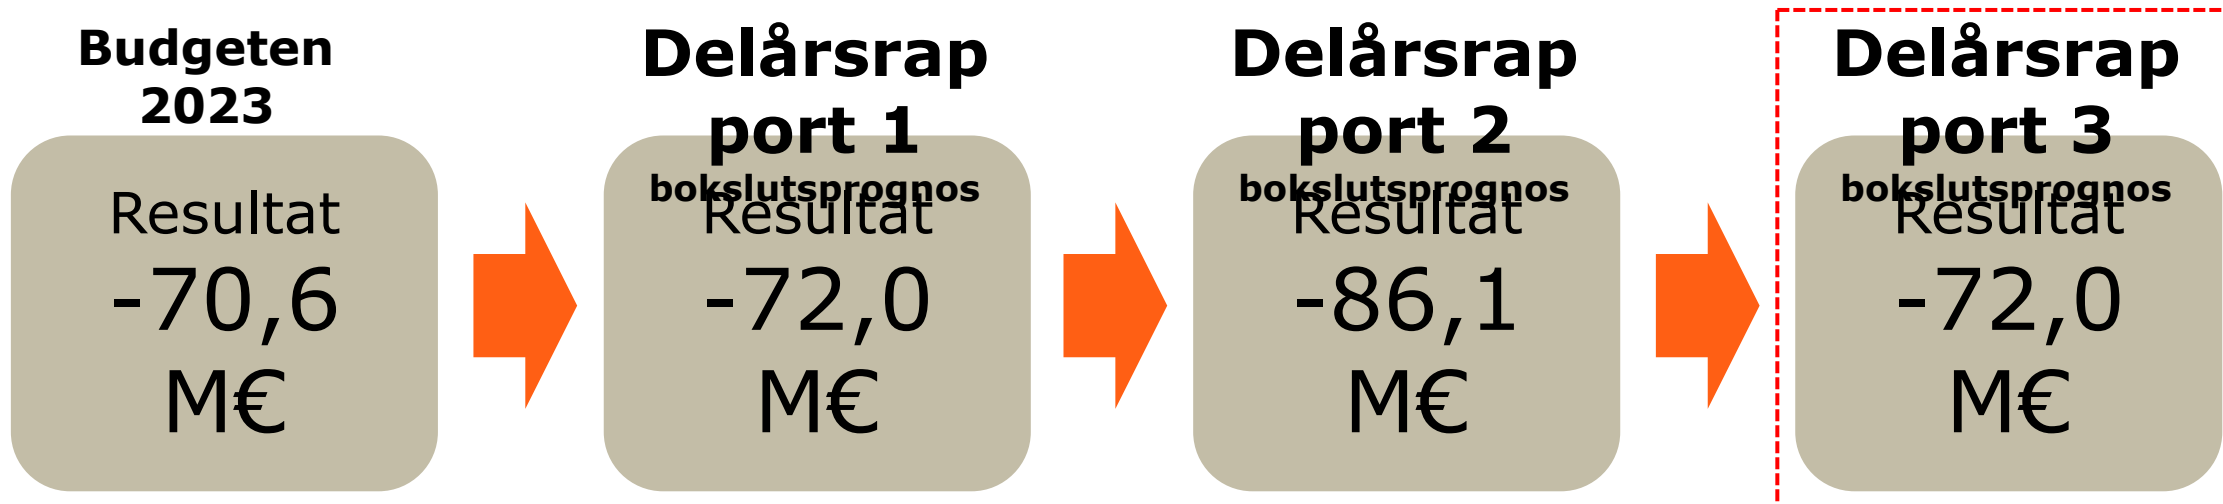 Budgeten
2023
Resultat
-70,6
M€
Delårsrap
port 1
bokslutsprognos
Resultat
-72,0
M€
Delårsrap
port 2
bokslutsprognos
Resultat
-86,1
M€
Delårsrap
port 3
bokslutsprognos
Resultat
-72,0
M€